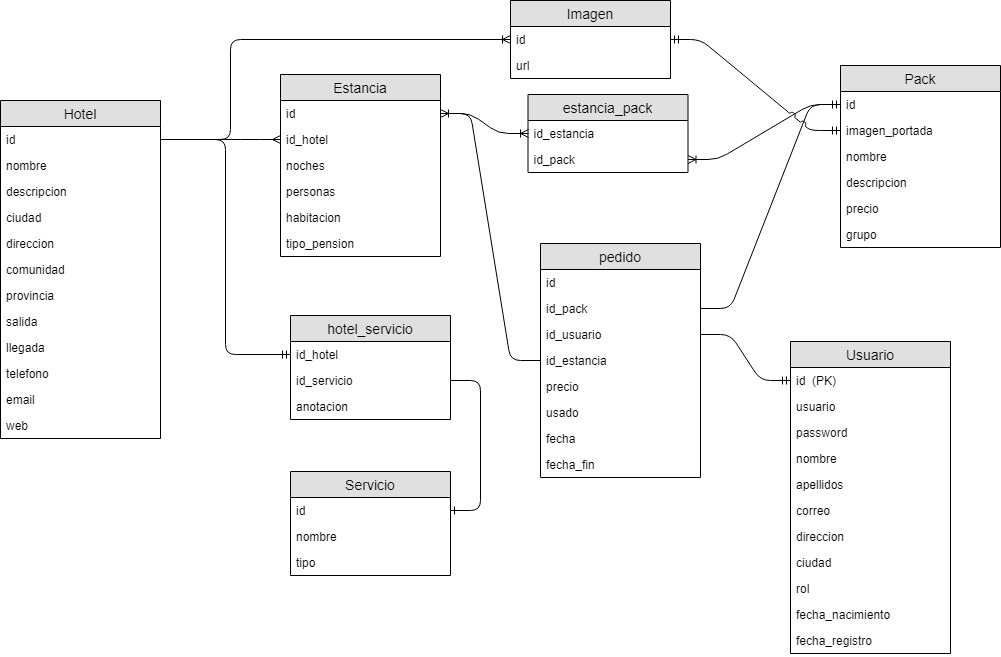 Imagen
id
url
Pack
id
imagen_portada
nombre
descripcion
precio
grupo
Estancia
id
id_hotel
noches
personas
habitacion
tipo_pension
estancia_pack
id_estancia
id_pack
Hotel
id
nombre
descripcion
ciudad
direccion
comunidad
provincia
salida
llegada
telefono
email
web
pedido
id
id_pack
id_usuario
id_estancia
precio
usado
fecha
fecha_fin
hotel_servicio
id_hotel
id_servicio
anotacion
Usuario
id (PK)
usuario
password
nombre
apellidos
correo
direccion
ciudad
rol
fecha_nacimiento
fecha_registro
Servicio
id
nombre
tipo